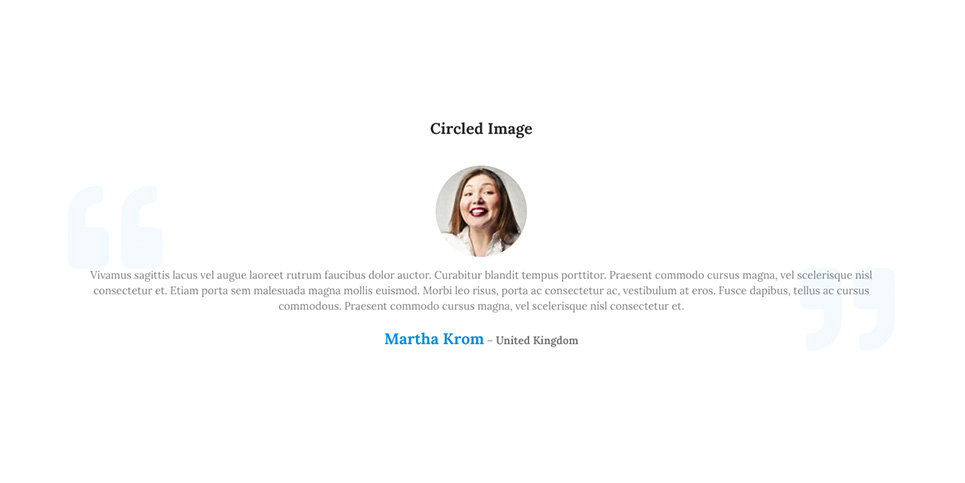 Circled Image
Vivamus sagittis lacus vel augue laoreet rutrum faucibus dolor auctor. Curabitur blandit tempus porttitor. Praesent commodo cursus magna, vel scelerisque nisl
consectetur et. Etiam porta sem malesuada magna mollis euismod. Morbi leo risus, porta ac consectetur ac, vestibulum at eros. Fusce dapibus, tellus ac cursus
commodous. Praesent commodo cursus magna, vel scelerisque nisl consectetur et.
Martha Krom – United Kingdom